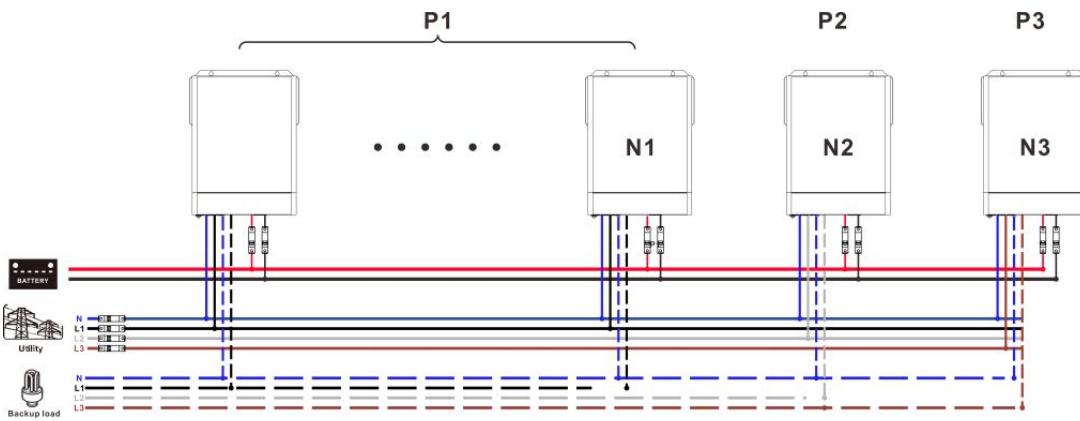 P1
P2
P3
N1
N2
N3
BATTERY
N
L1
L2
L3
Utility
N
L1
L2
L3
Backup load